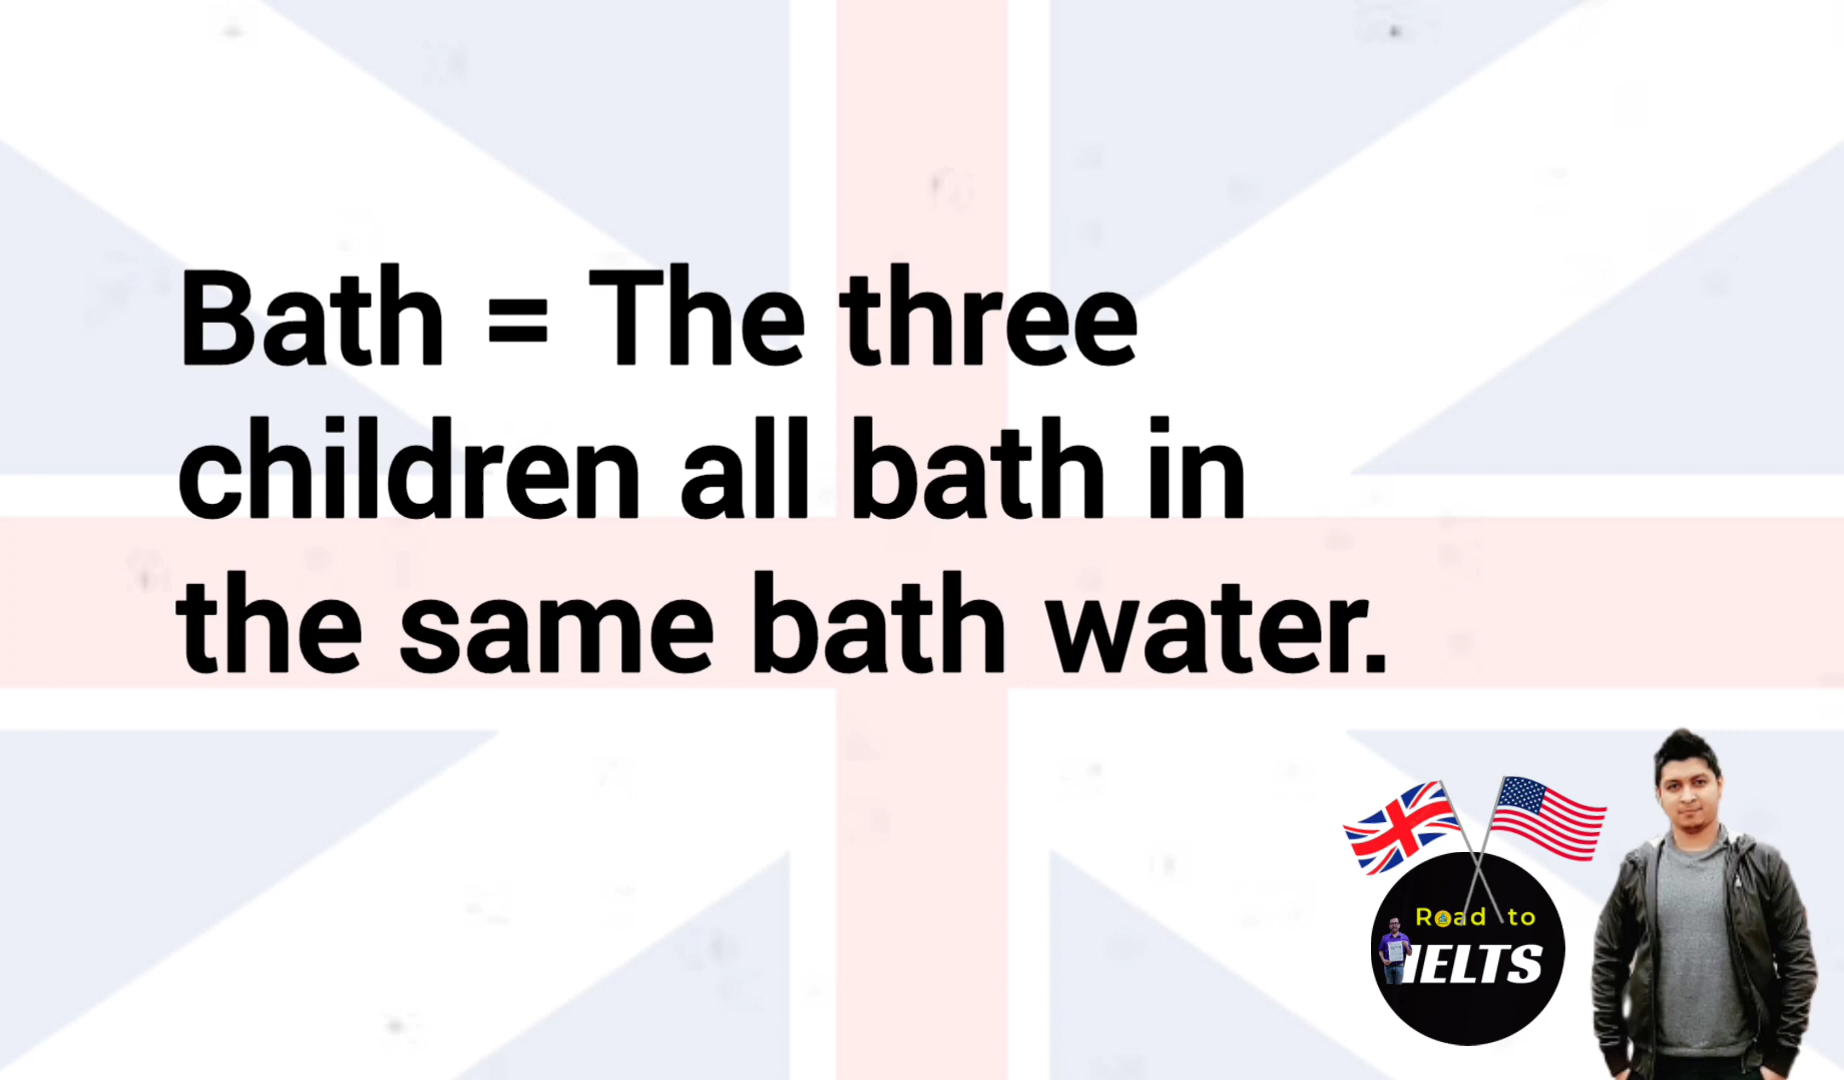 Bath = The three
children all bath in
the same bath water.
Road to
IELTS